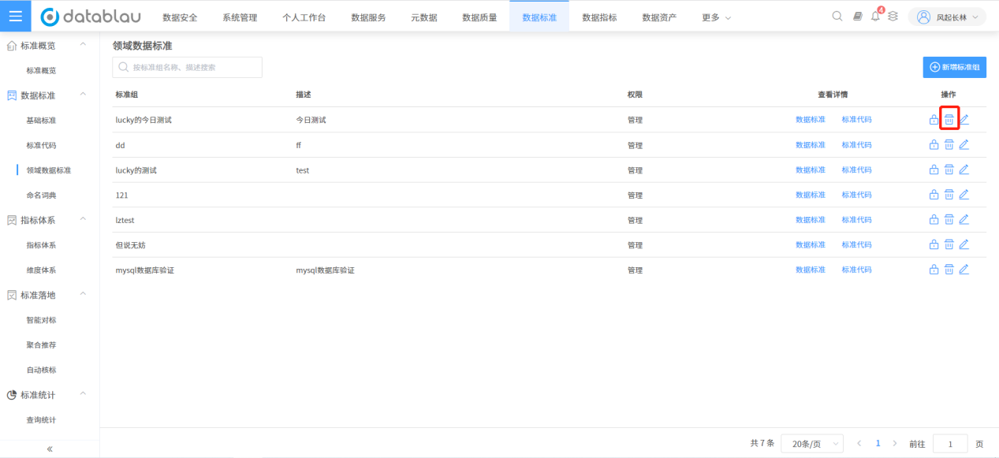 datablau 数据安全 系统管理 个人工作台 数据服务 元数据 数据质量 数据标准 数据指标 数据资产 更多 4 风起长林
标准概览
标准概览
数据标准
基础标准
标准代码
领域数据标准
命名词典
指标体系
指标体系
维度体系
标准落地
智能对标
聚合推荐
自动核标
标准统计
查询统计
«
领域数据标准
按标准组名称、描述搜索
新增标准组
标准组 描述 权限 查看详情 操作
lucky的今日测试 今日测试 管理 数据标准 标准代码
dd ff 管理 数据标准 标准代码
lucky的测试 test 管理 数据标准 标准代码
121 管理 数据标准 标准代码
lztest 管理 数据标准 标准代码
但说无妨 管理 数据标准 标准代码
mysql数据库验证 mysql数据库验证 管理 数据标准 标准代码
共 7 条 20条/页 1 前往 1 页